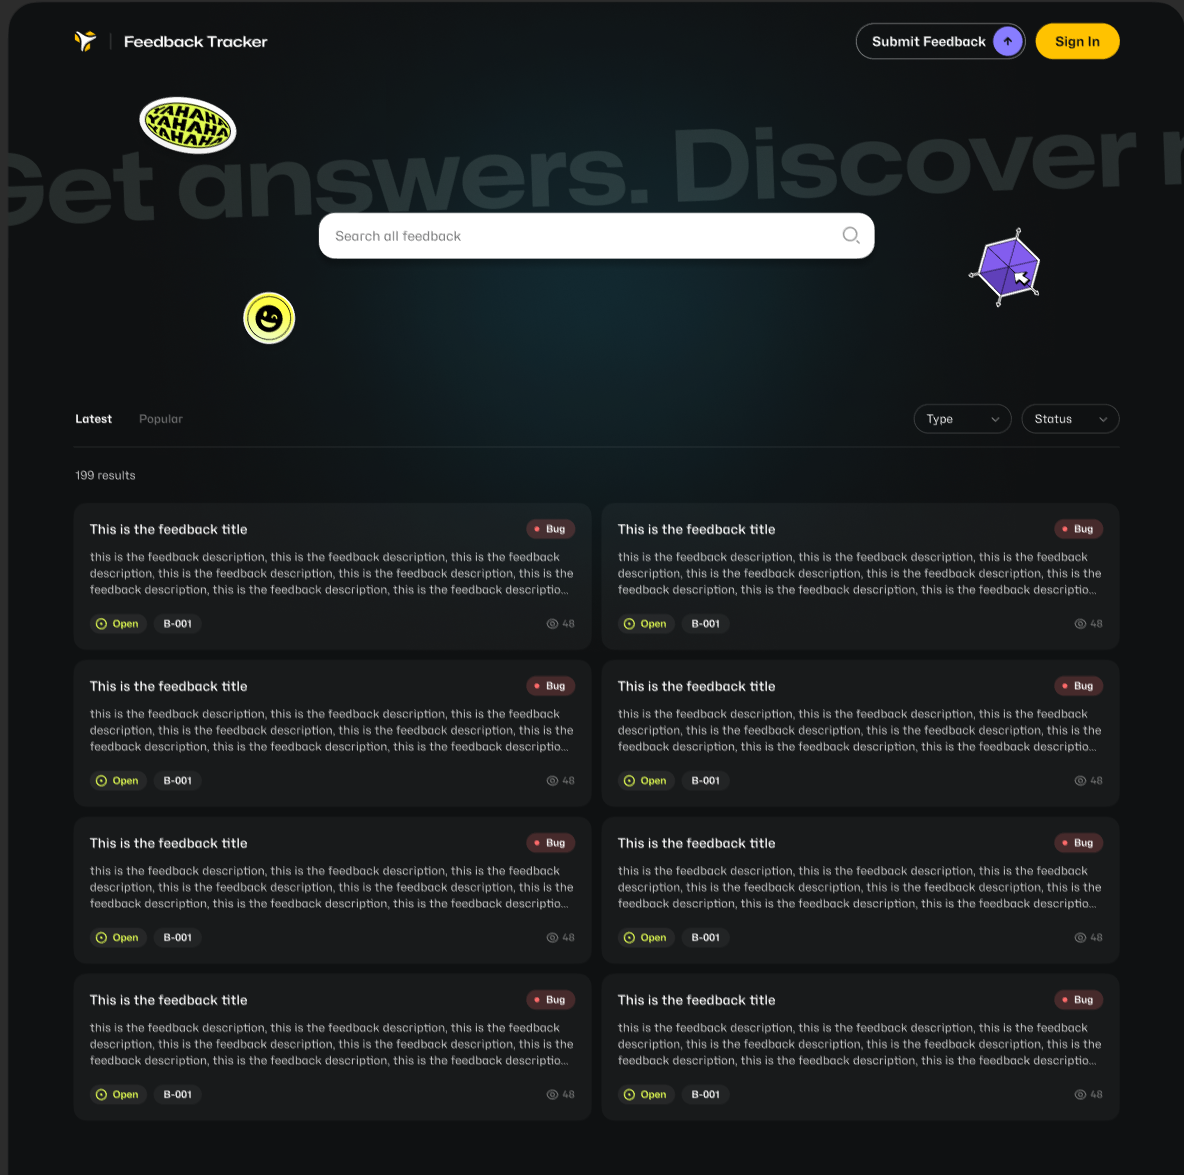 Feedback Tracker
Submit Feedback
Sign In
YAHAHA
YAHAHA
YAHAHA
Get answers. Discover
Search all feedback
Latest
Popular
Type
Status
199 results
This is the feedback title
Bug
this is the feedback description, this is the feedback description, this is the feedback
description, this is the feedback description, this is the feedback description, this is the
feedback description, this is the feedback description, this is the feedback descriptio...
Open
B-001
48
This is the feedback title
Bug
this is the feedback description, this is the feedback description, this is the feedback
description, this is the feedback description, this is the feedback description, this is the
feedback description, this is the feedback description, this is the feedback descriptio...
Open
B-001
48
This is the feedback title
Bug
this is the feedback description, this is the feedback description, this is the feedback
description, this is the feedback description, this is the feedback description, this is the
feedback description, this is the feedback description, this is the feedback descriptio...
Open
B-001
48
This is the feedback title
Bug
this is the feedback description, this is the feedback description, this is the feedback
description, this is the feedback description, this is the feedback description, this is the
feedback description, this is the feedback description, this is the feedback descriptio...
Open
B-001
48
This is the feedback title
Bug
this is the feedback description, this is the feedback description, this is the feedback
description, this is the feedback description, this is the feedback description, this is the
feedback description, this is the feedback description, this is the feedback descriptio...
Open
B-001
48
This is the feedback title
Bug
this is the feedback description, this is the feedback description, this is the feedback
description, this is the feedback description, this is the feedback description, this is the
feedback description, this is the feedback description, this is the feedback descriptio...
Open
B-001
48
This is the feedback title
Bug
this is the feedback description, this is the feedback description, this is the feedback
description, this is the feedback description, this is the feedback description, this is the
feedback description, this is the feedback description, this is the feedback descriptio...
Open
B-001
48
This is the feedback title
Bug
this is the feedback description, this is the feedback description, this is the feedback
description, this is the feedback description, this is the feedback description, this is the
feedback description, this is the feedback description, this is the feedback descriptio...
Open
B-001
48